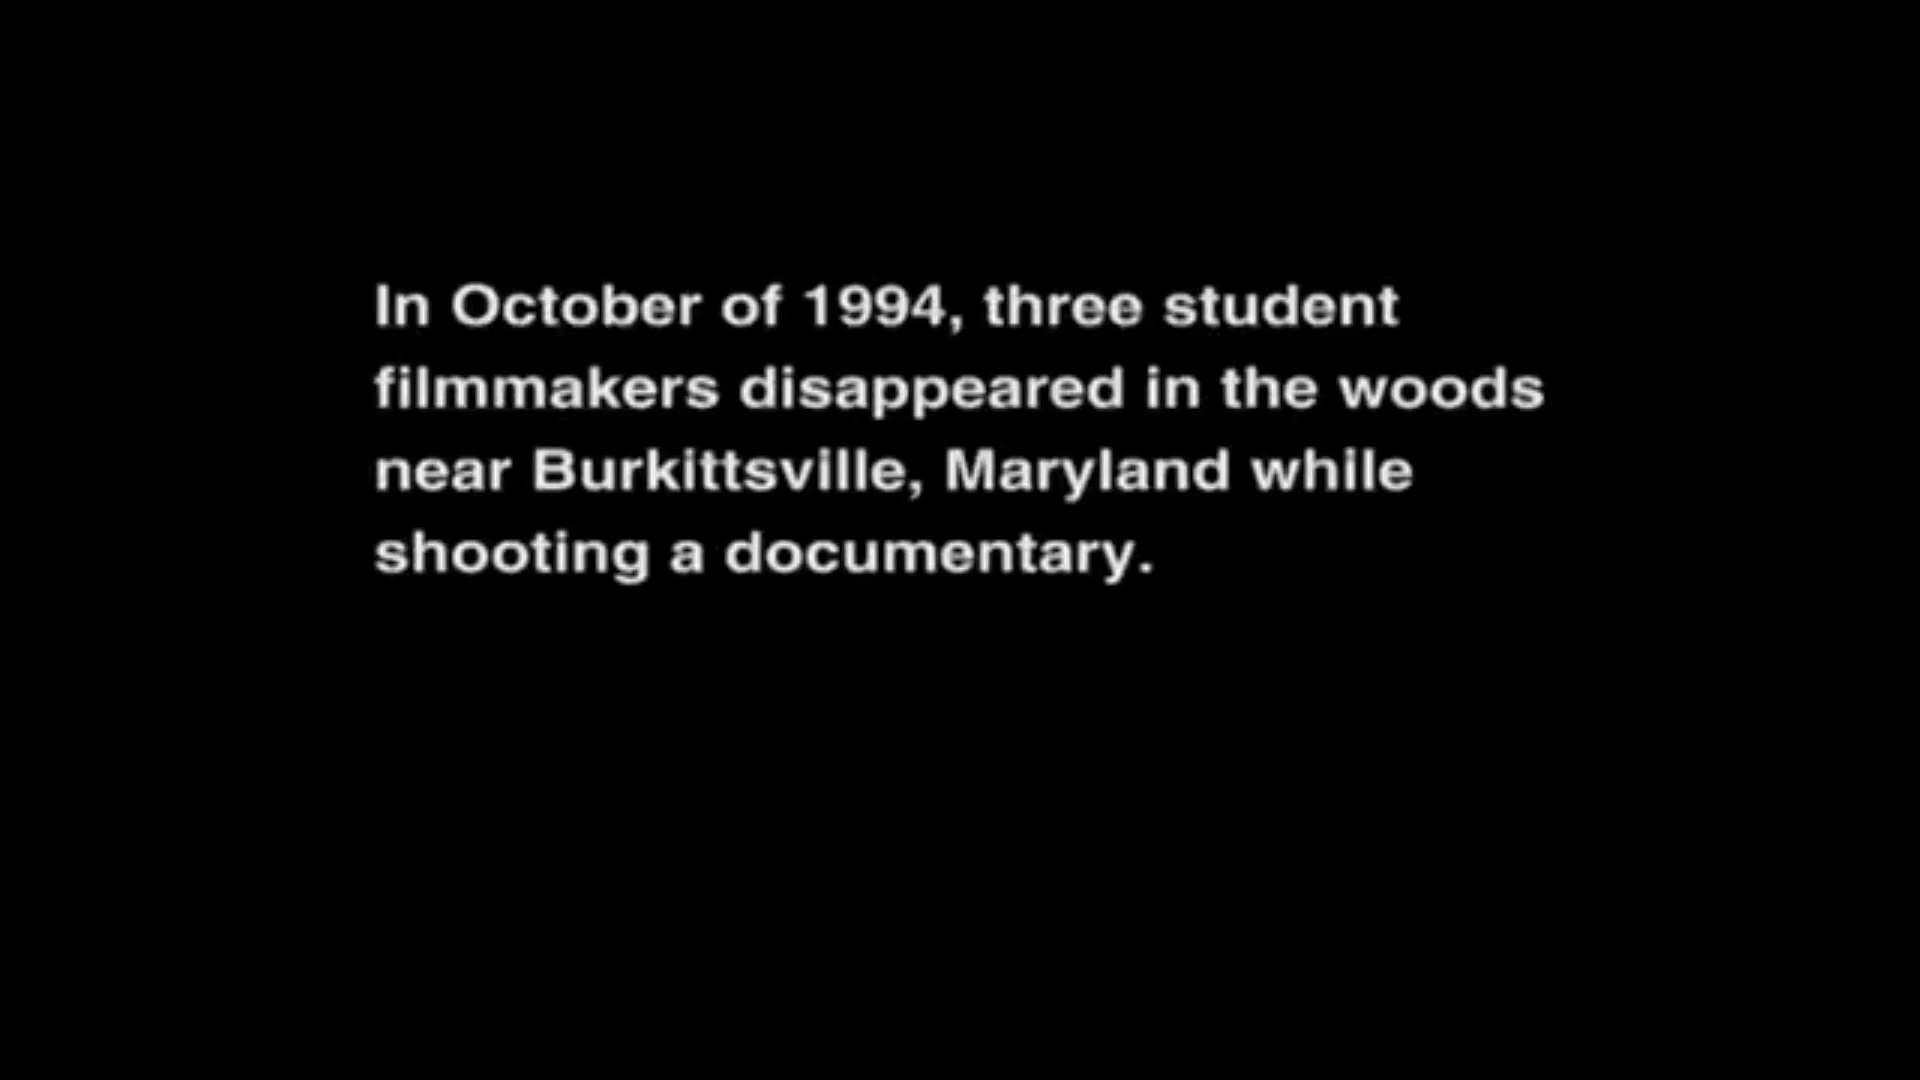 In October of 1994, three student
filmmakers disappeared in the woods
near Burkittsville, Maryland while
shooting a documentary.